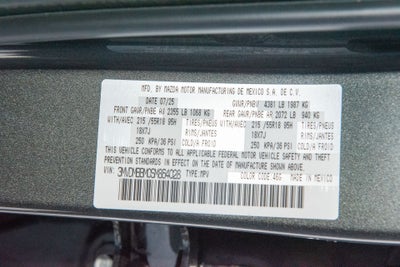 MFD. BY MAZDA MOTOR MANUFACTURING DE MEXICO S.A. DE C.V.
DATE 07/25 GVWR/PNBV 4381 LB 1987 KG
FRONT GAWR/PNBE AV 2355 LB 1068 KG REAR GAWR/PNBE AR 2072 LB 940 KG
WITH/AVEC 215/55R18 95H TIRES/PNEUS WITH/AVEC 215/55R18 95H TIRES/PNEUS
18X7J RIMS/JANTES 18X7J RIMS/JANTES
250 KPA/36 PSI COLD/A FROID 250 KPA/36 PSI COLD/A FROID
THIS VEHICLE CONFORMS TO ALL APPLICABLE FEDERAL MOTOR VEHICLE SAFETY AND THEFT
PREVENTION STANDARDS IN EFFECT ON THE DATE OF MANUFACTURE SHOWN ABOVE.
VIN: TYPE:MPV COLOR CODE 46G MADE IN MEXICO